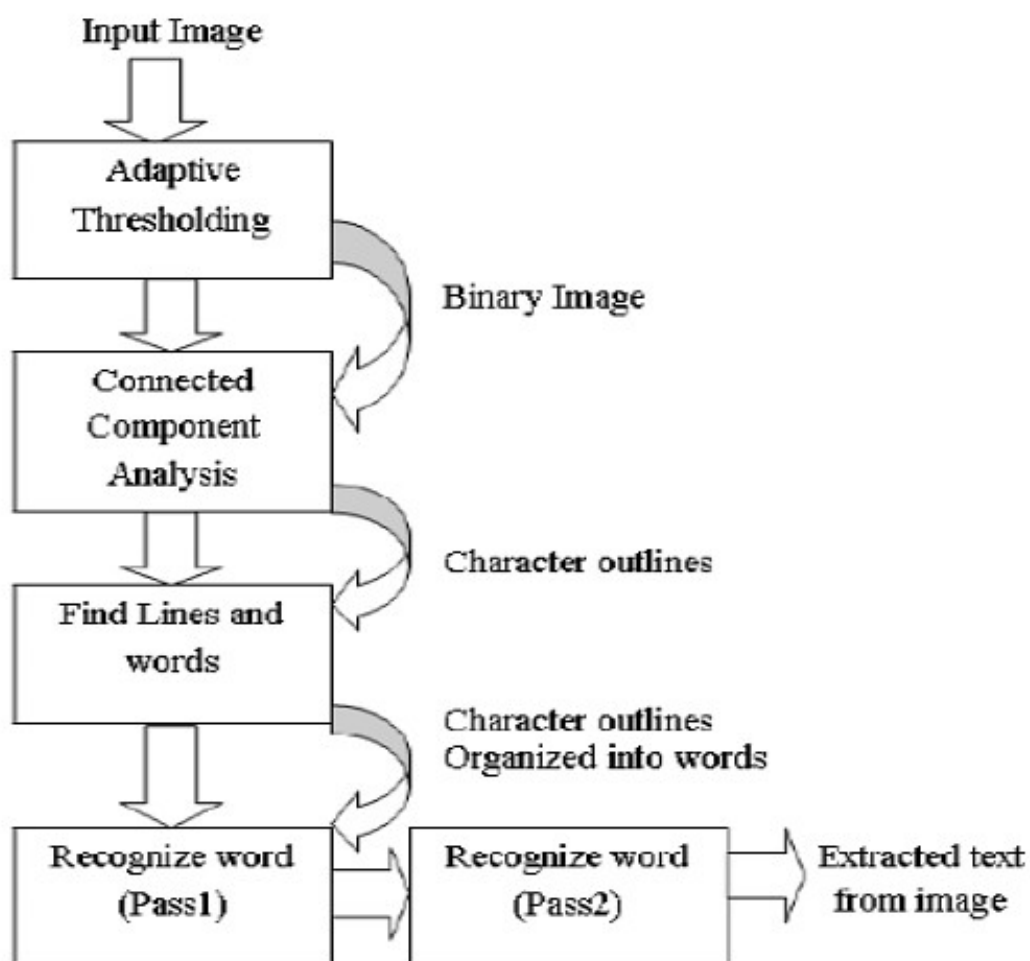 Input Image
Adaptive
Thresholding
Binary Image
Connected
Component
Analysis
Character outlines
Find Lines and
words
Character outlines
Organized into words
Recognize word
(Pass1)
Recognize word
(Pass2)
Extracted text
from image